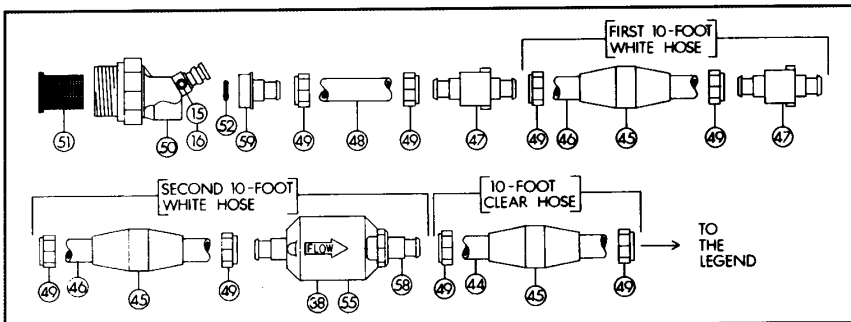 FIRST 10-FOOT
WHITE HOSE
51
50
15
16
52
59
49
48
49
47
49
46
45
49
47
SECOND 10-FOOT
WHITE HOSE
10-FOOT
CLEAR HOSE
FLOW
TO
THE
LEGEND
49
46
45
49
38
55
58
49
44
45
49